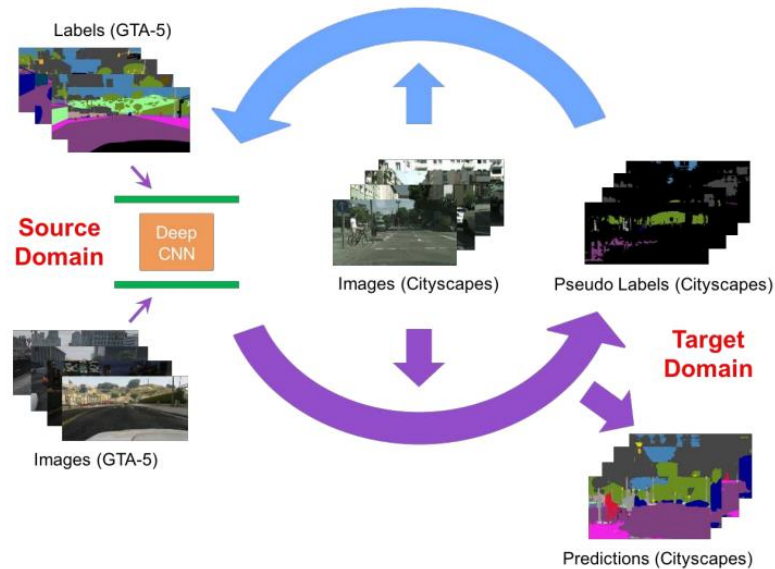 Labels (GTA-5)
Source
Domain
Deep
CNN
Images (Cityscapes)
Pseudo Labels (Cityscapes)
Target
Domain
Images (GTA-5)
Predictions (Cityscapes)